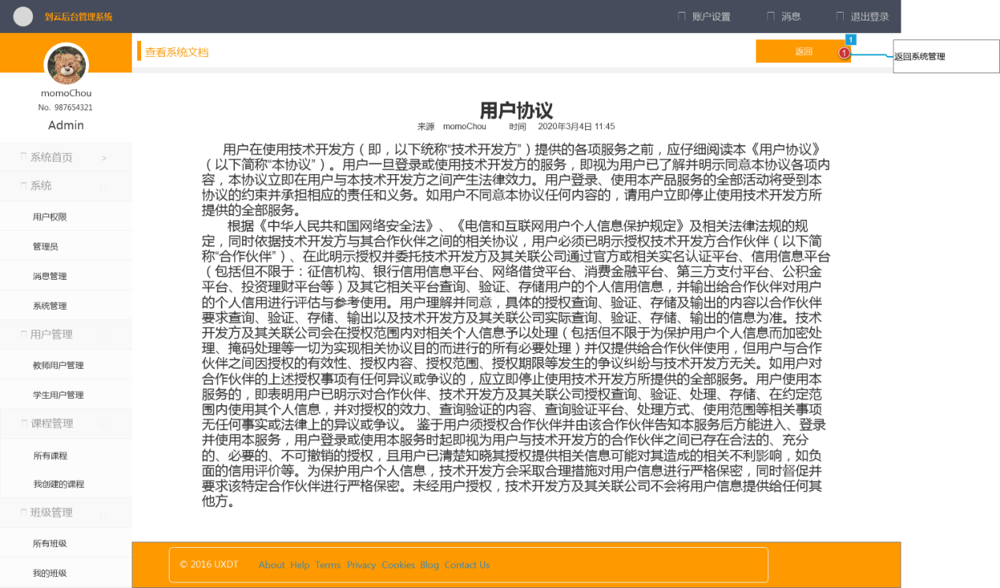 到云后台管理系统
账户设置
消息
退出登录
momoChou
No. 987654321
Admin
系统首页 >
系统
用户权限
管理员
消息管理
系统管理
用户管理
教师用户管理
学生用户管理
课程管理
所有课程
我创建的课程
班级管理
所有班级
我的班级
查看系统文档
返回
1
1
返回系统管理
用户协议
来源 momoChou 时间 2020年3月4日 11:45
用户在使用技术开发方（即，以下统称“技术开发方”）提供的各项服务之前，应仔细阅读本《用户协议》
（以下简称“本协议”）。用户一旦登录或使用技术开发方的服务，即视为用户已了解并明示同意本协议各项内
容，本协议立即在用户与本技术开发方之间产生法律效力。用户登录、使用本产品服务的全部活动将受到本
协议的约束并承担相应的责任和义务。如用户不同意本协议任何内容的，请用户立即停止使用技术开发方所
提供的全部服务。
根据《中华人民共和国网络安全法》、《电信和互联网用户个人信息保护规定》及相关法律法规的规
定，同时依据技术开发方与其合作伙伴之间的相关协议，用户必须已明示授权技术开发方合作伙伴（以下简
称“合作伙伴”）、在此明示授权并委托技术开发方及其关联公司通过官方或相关实名认证平台、信用信息平台
（包括但不限于：征信机构、银行信用信息平台、网络借贷平台、消费金融平台、第三方支付平台、公积金
平台、投资理财平台等）及其它相关平台查询、验证、存储用户的个人信用信息，并输出给合作伙伴对用户
的个人信用进行评估与参考使用。用户理解并同意，具体的授权查询、验证、存储及输出的内容以合作伙伴
要求查询、验证、存储、输出以及技术开发方及其关联公司实际查询、验证、存储、输出的信息为准。技术
开发方及其关联公司会在授权范围内对相关个人信息予以处理（包括但不限于为保护用户个人信息而加密处
理、掩码处理等一切为实现相关协议目的而进行的所有必要处理）并仅提供给合作伙伴使用，但用户与合作
伙伴之间因授权的有效性、授权内容、授权范围、授权期限等发生的争议纠纷与技术开发方无关。如用户对
合作伙伴的上述授权事项有任何异议或争议的，应立即停止使用技术开发方所提供的全部服务。用户使用本
服务的，即表明用户已明示对合作伙伴、技术开发方及其关联公司授权查询、验证、处理、存储、在约定范
围内使用其个人信息，并对授权的效力、查询验证的内容、查询验证平台、处理方式、使用范围等相关事项
无任何事实或法律上的异议或争议。 鉴于用户须授权合作伙伴并由该合作伙伴告知本服务后方能进入、登录
并使用本服务，用户登录或使用本服务时起即视为用户与技术开发方的合作伙伴之间已存在合法的、充分
的、必要的、不可撤销的授权，且用户已清楚知晓其授权提供相关信息可能对其造成的相关不利影响，如负
面的信用评价等。为保护用户个人信息，技术开发方会采取合理措施对用户信息进行严格保密，同时督促并
要求该特定合作伙伴进行严格保密。未经用户授权，技术开发方及其关联公司不会将用户信息提供给任何其
他方。
© 2016 UXDT About Help Terms Privacy Cookies Blog Contact Us